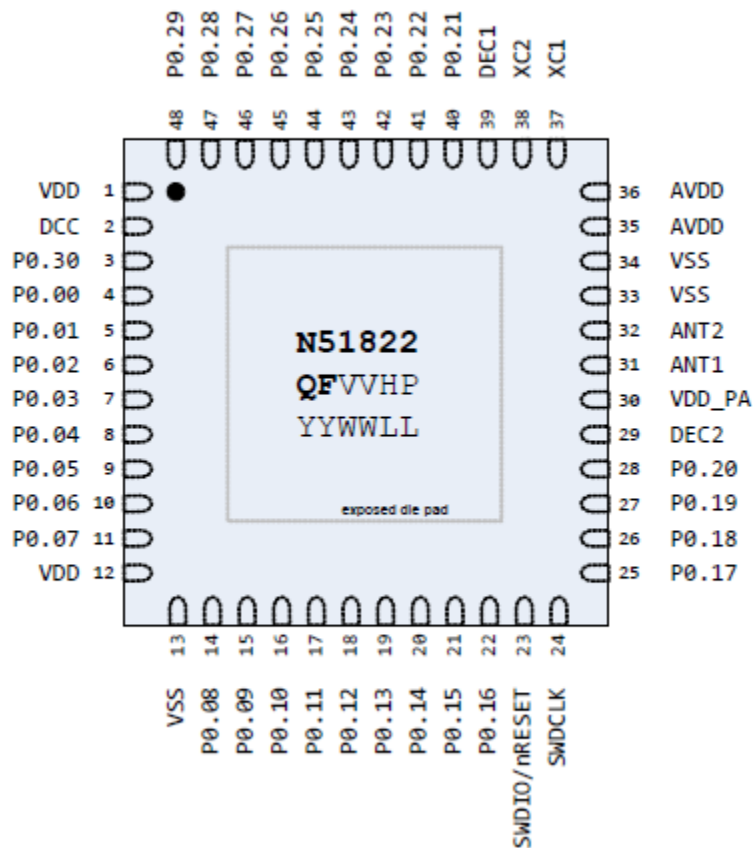 P0.29 P0.28 P0.27 P0.26 P0.25 P0.24 P0.23 P0.22 P0.21 DEC1 XC2 XC1
48 47 46 45 44 43 42 41 40 39 38 37
VDD 1
DCC 2
P0.30 3
P0.00 4
P0.01 5
P0.02 6
P0.03 7
P0.04 8
P0.05 9
P0.06 10
P0.07 11
VDD 12
N51822
QFVVHP
YYWWLL
exposed die pad
36 AVDD
35 AVDD
34 VSS
33 VSS
32 ANT2
31 ANT1
30 VDD_PA
29 DEC2
28 P0.20
27 P0.19
26 P0.18
25 P0.17
13 14 15 16 17 18 19 20 21 22 23 24
VSS P0.08 P0.09 P0.10 P0.11 P0.12 P0.13 P0.14 P0.15 P0.16 SWDIO/nRESET SWDCLK